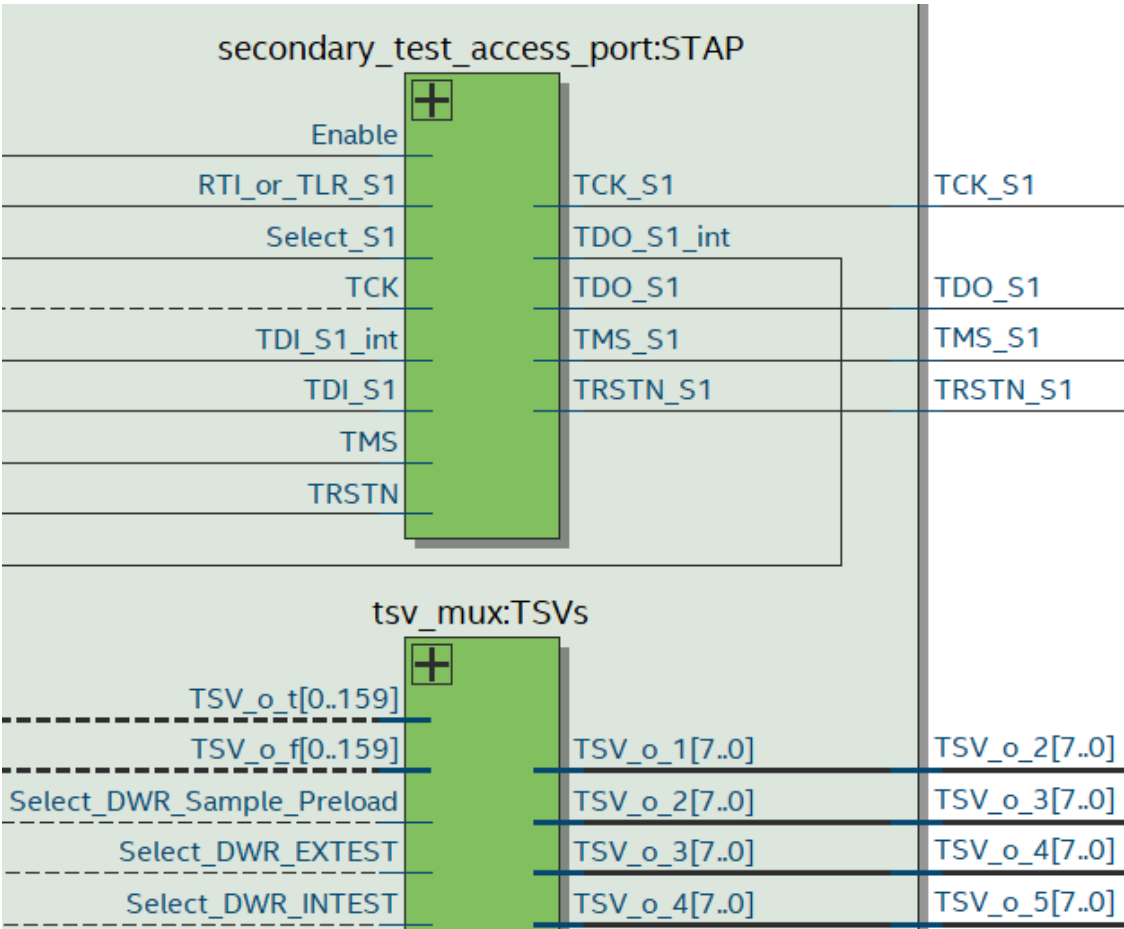 secondary_test_access_port:STAP
Enable
RTI_or_TLR_S1 TCK_S1 TCK_S1
Select_S1 TDO_S1_int
TCK TDO_S1 TDO_S1
TDI_S1_int TMS_S1 TMS_S1
TDI_S1 TRSTN_S1 TRSTN_S1
TMS
TRSTN
tsv_mux:TSVs
TSV_o_t[0..159]
TSV_o_f[0..159] TSV_o_1[7..0] TSV_o_2[7..0]
Select_DWR_Sample_Preload TSV_o_2[7..0] TSV_o_3[7..0]
Select_DWR_EXTEST TSV_o_3[7..0] TSV_o_4[7..0]
Select_DWR_INTEST TSV_o_4[7..0] TSV_o_5[7..0]